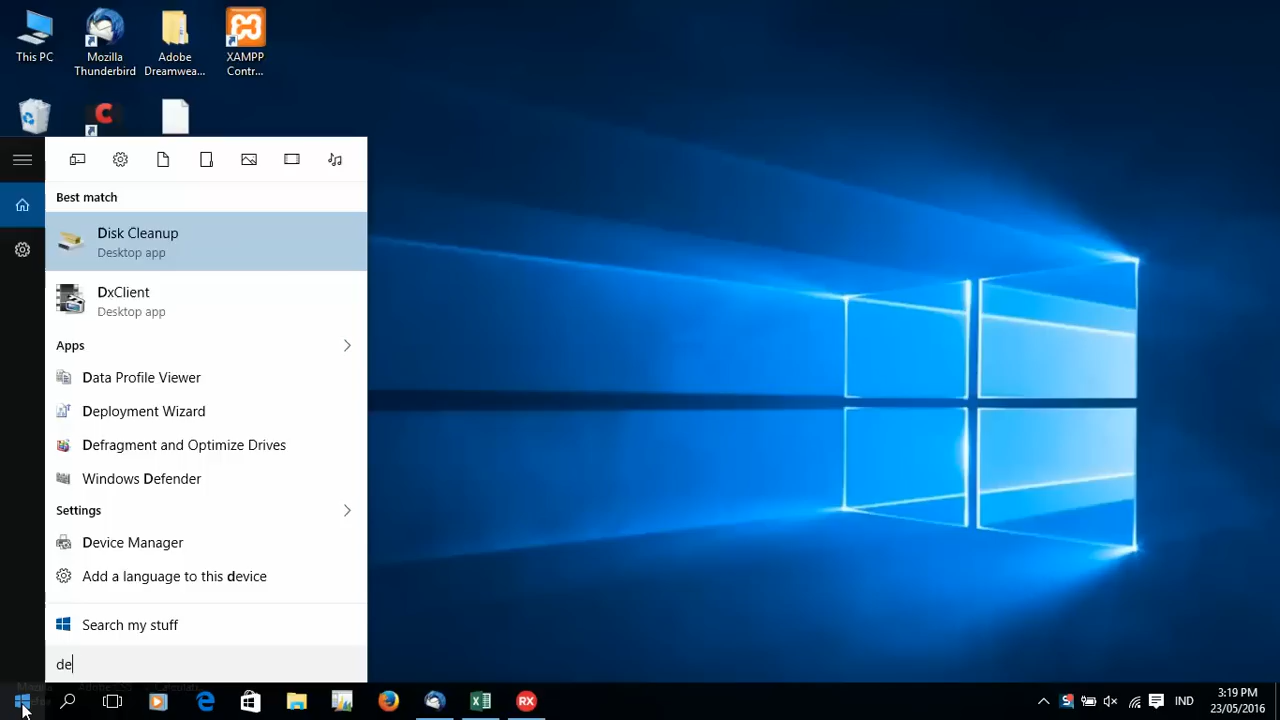 This PC
Mozilla
Thunderbird
Adobe
Dreamwea...
XAMPP
Contr...
Best match
Disk Cleanup
Desktop app
DxClient
Desktop app
Apps
Data Profile Viewer
Deployment Wizard
Defragment and Optimize Drives
Windows Defender
Settings
Device Manager
Add a language to this device
Search my stuff
de
RX
IND
3:19 PM
23/05/2016